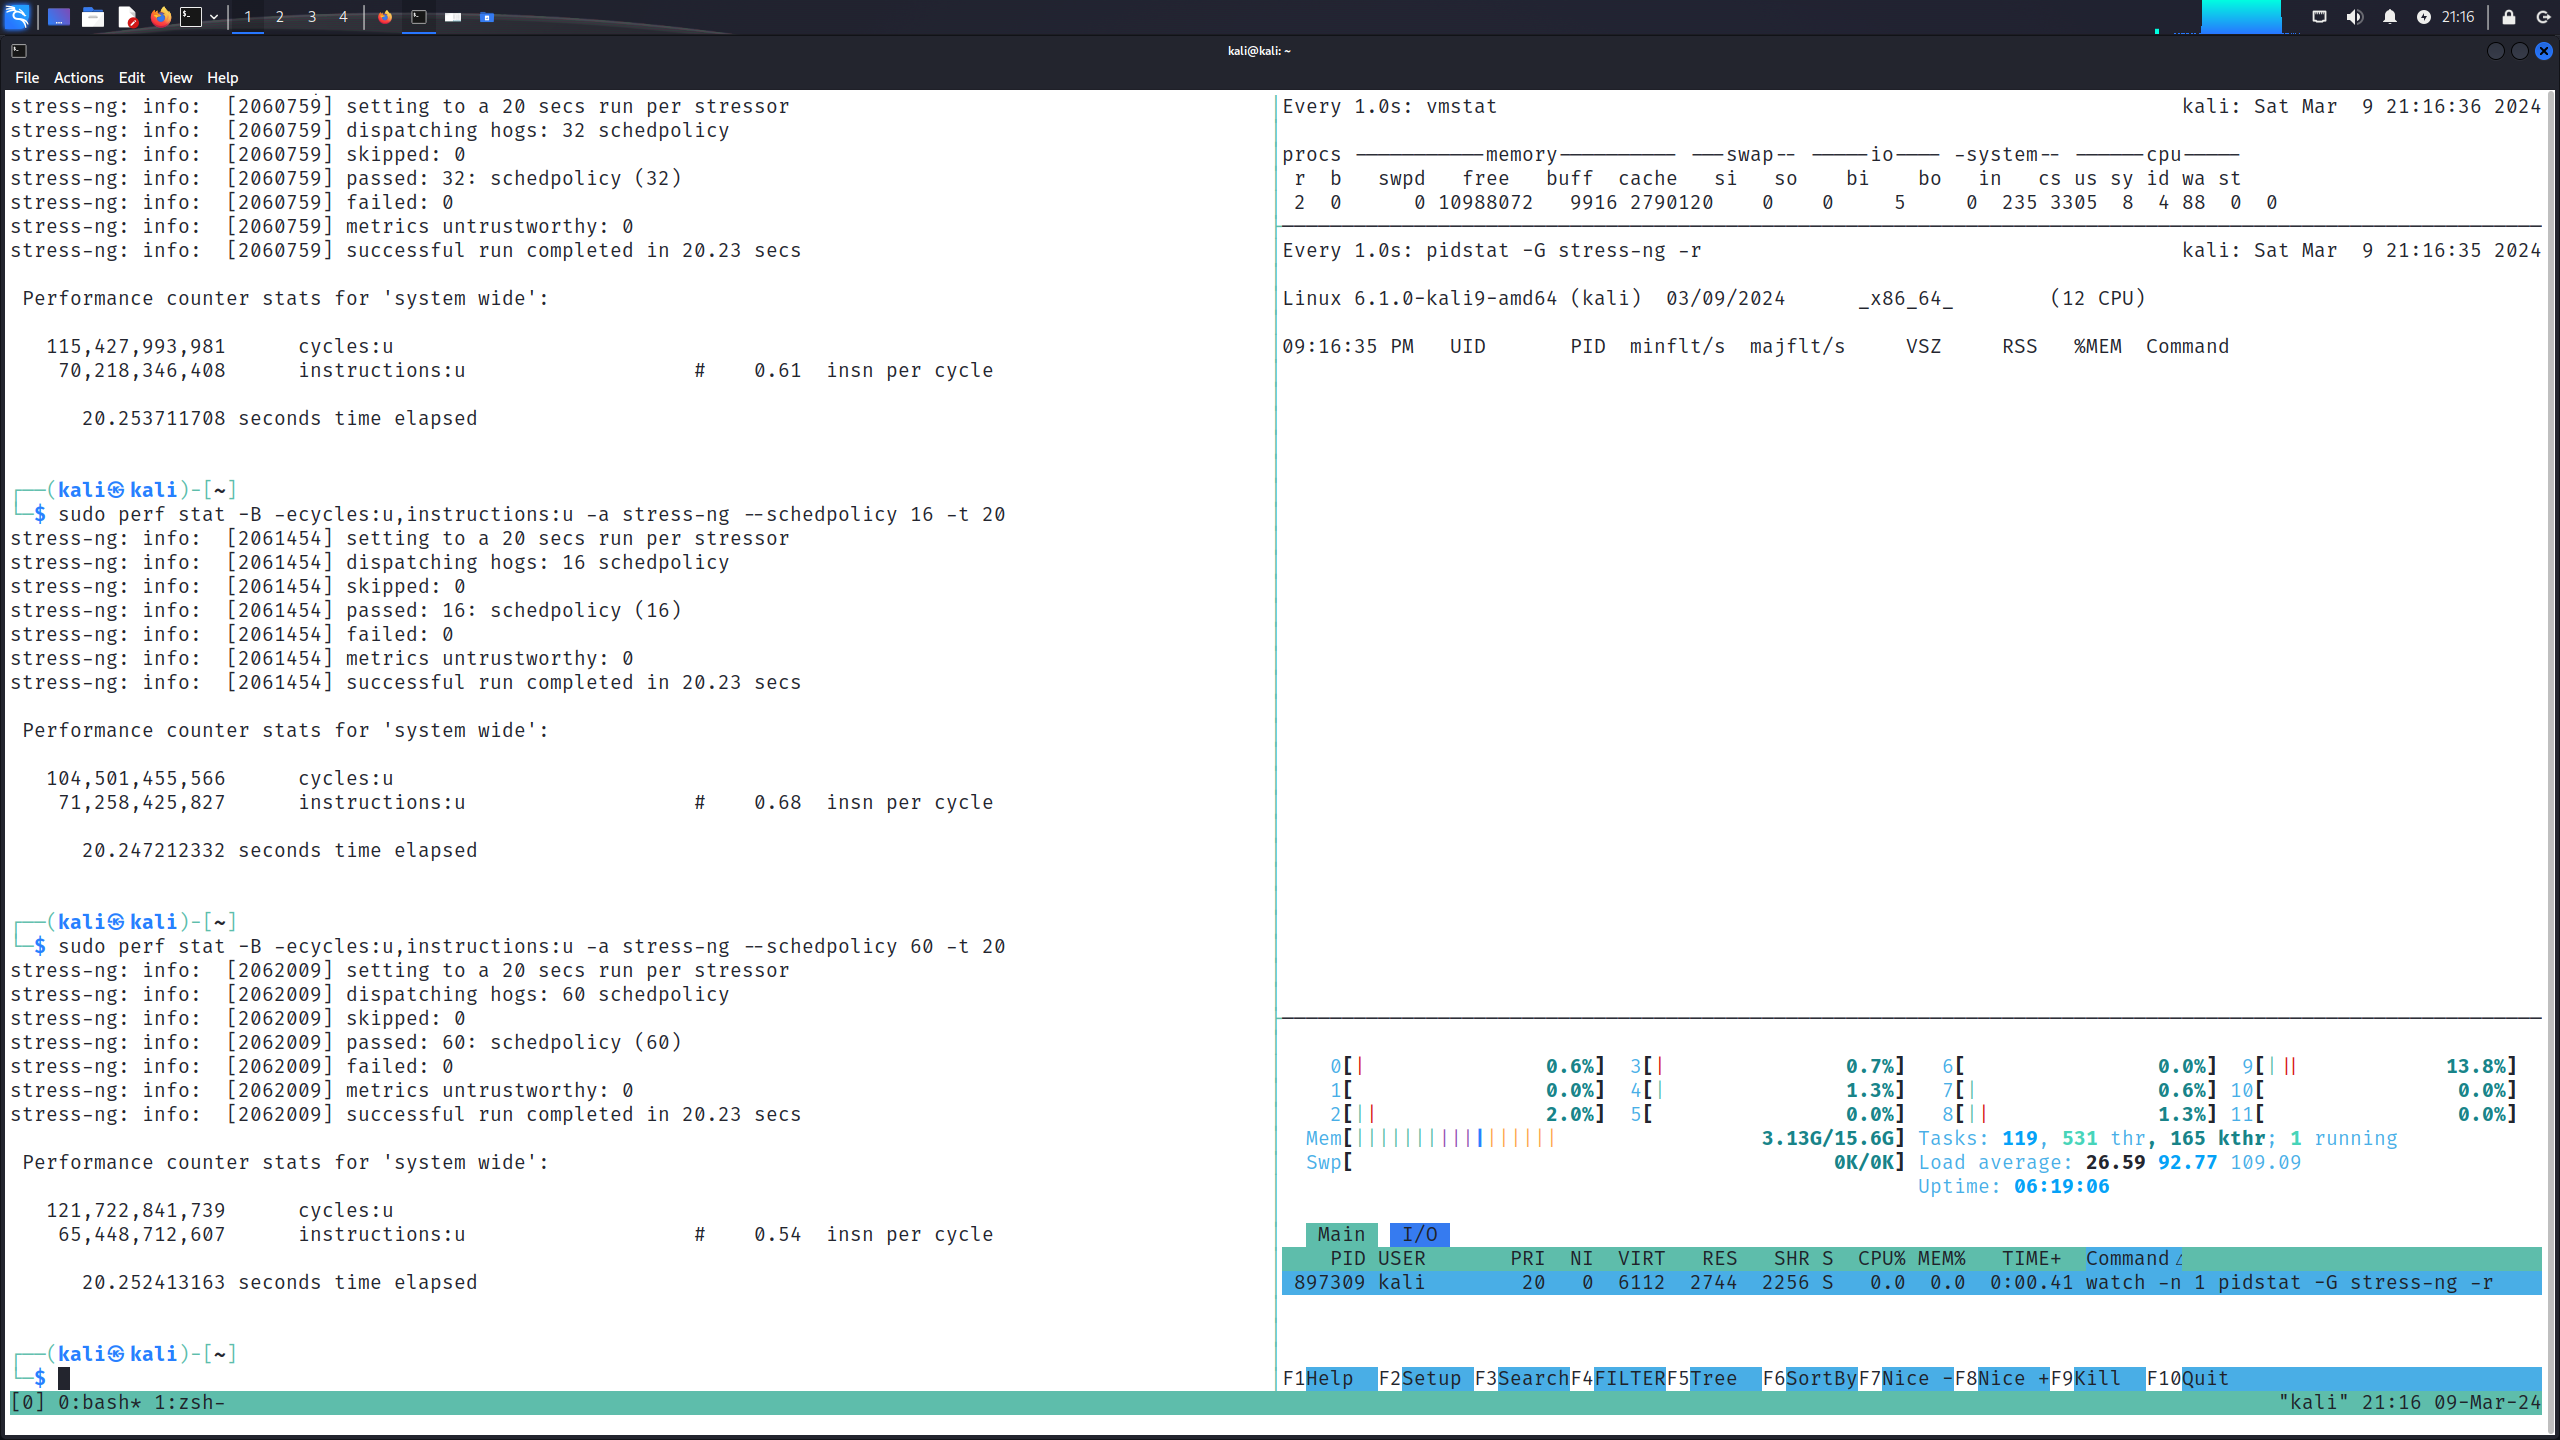 1 2 3 4 21:16
kali@kali: ~
File Actions Edit View Help
stress-ng: info:  [2060759] setting to a 20 secs run per stressor
stress-ng: info:  [2060759] dispatching hogs: 32 schedpolicy
stress-ng: info:  [2060759] skipped: 0
stress-ng: info:  [2060759] passed: 32: schedpolicy (32)
stress-ng: info:  [2060759] failed: 0
stress-ng: info:  [2060759] metrics untrustworthy: 0
stress-ng: info:  [2060759] successful run completed in 20.23 secs
Performance counter stats for 'system wide':
115,427,993,981      cycles:u
70,218,346,408      instructions:u                   #    0.61  insn per cycle
20.253711708 seconds time elapsed
┌──(kali㉿kali)-[~]
└─$ sudo perf stat -B -ecycles:u,instructions:u -a stress-ng --schedpolicy 16 -t 20
stress-ng: info:  [2061454] setting to a 20 secs run per stressor
stress-ng: info:  [2061454] dispatching hogs: 16 schedpolicy
stress-ng: info:  [2061454] skipped: 0
stress-ng: info:  [2061454] passed: 16: schedpolicy (16)
stress-ng: info:  [2061454] failed: 0
stress-ng: info:  [2061454] metrics untrustworthy: 0
stress-ng: info:  [2061454] successful run completed in 20.23 secs
Performance counter stats for 'system wide':
104,501,455,566      cycles:u
71,258,425,827      instructions:u                   #    0.68  insn per cycle
20.247212332 seconds time elapsed
┌──(kali㉿kali)-[~]
└─$ sudo perf stat -B -ecycles:u,instructions:u -a stress-ng --schedpolicy 60 -t 20
stress-ng: info:  [2062009] setting to a 20 secs run per stressor
stress-ng: info:  [2062009] dispatching hogs: 60 schedpolicy
stress-ng: info:  [2062009] skipped: 0
stress-ng: info:  [2062009] passed: 60: schedpolicy (60)
stress-ng: info:  [2062009] failed: 0
stress-ng: info:  [2062009] metrics untrustworthy: 0
stress-ng: info:  [2062009] successful run completed in 20.23 secs
Performance counter stats for 'system wide':
121,722,841,739      cycles:u
65,448,712,607      instructions:u                   #    0.54  insn per cycle
20.252413163 seconds time elapsed
┌──(kali㉿kali)-[~]
└─$
Every 1.0s: vmstat kali: Sat Mar  9 21:16:36 2024
procs -----------memory---------- ---swap-- -----io---- -system-- ------cpu-----
r  b   swpd   free   buff  cache   si   so    bi    bo   in   cs us sy id wa st
2  0      0 10988072   9916 2790120    0    0     5     0  235 3305  8  4 88  0  0
Every 1.0s: pidstat -G stress-ng -r kali: Sat Mar  9 21:16:35 2024
Linux 6.1.0-kali9-amd64 (kali)  03/09/2024      _x86_64_        (12 CPU)
09:16:35 PM   UID       PID  minflt/s  majflt/s     VSZ     RSS   %MEM  Command
0[| 0.6%] 3[| 0.7%] 6[ 0.0%] 9[||| 13.8%]
1[ 0.0%] 4[| 1.3%] 7[| 0.6%] 10[ 0.0%]
2[|| 2.0%] 5[ 0.0%] 8[|| 1.3%] 11[ 0.0%]
Mem[||||||||||||||||| 3.13G/15.6G] Tasks: 119, 531 thr, 165 kthr; 1 running
Swp[ 0K/0K] Load average: 26.59 92.77 109.09
Uptime: 06:19:06
Main I/O
PID USER       PRI  NI  VIRT   RES   SHR S  CPU% MEM%   TIME+  Command△
897309 kali        20   0  6112  2744  2256 S   0.0  0.0  0:00.41 watch -n 1 pidstat -G stress-ng -r
F1Help  F2Setup F3SearchF4FILTERF5Tree  F6SortByF7Nice -F8Nice +F9Kill  F10Quit
[0] 0:bash* 1:zsh- "kali" 21:16 09-Mar-24